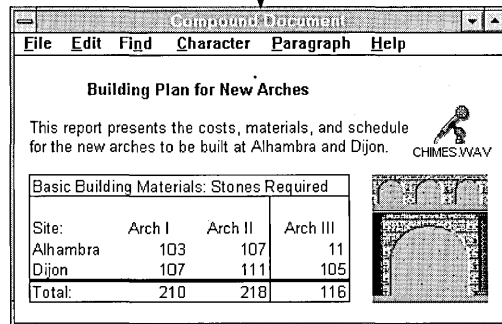 Compound Document
File Edit Find Character Paragraph Help
Building Plan for New Arches
This report presents the costs, materials, and schedule
for the new arches to be built at Alhambra and Dijon.
CHIMES.WAV
Basic Building Materials: Stones Required
Site: Arch I Arch II Arch III
Alhambra 103 107 11
Dijon 107 111 105
Total: 210 218 116